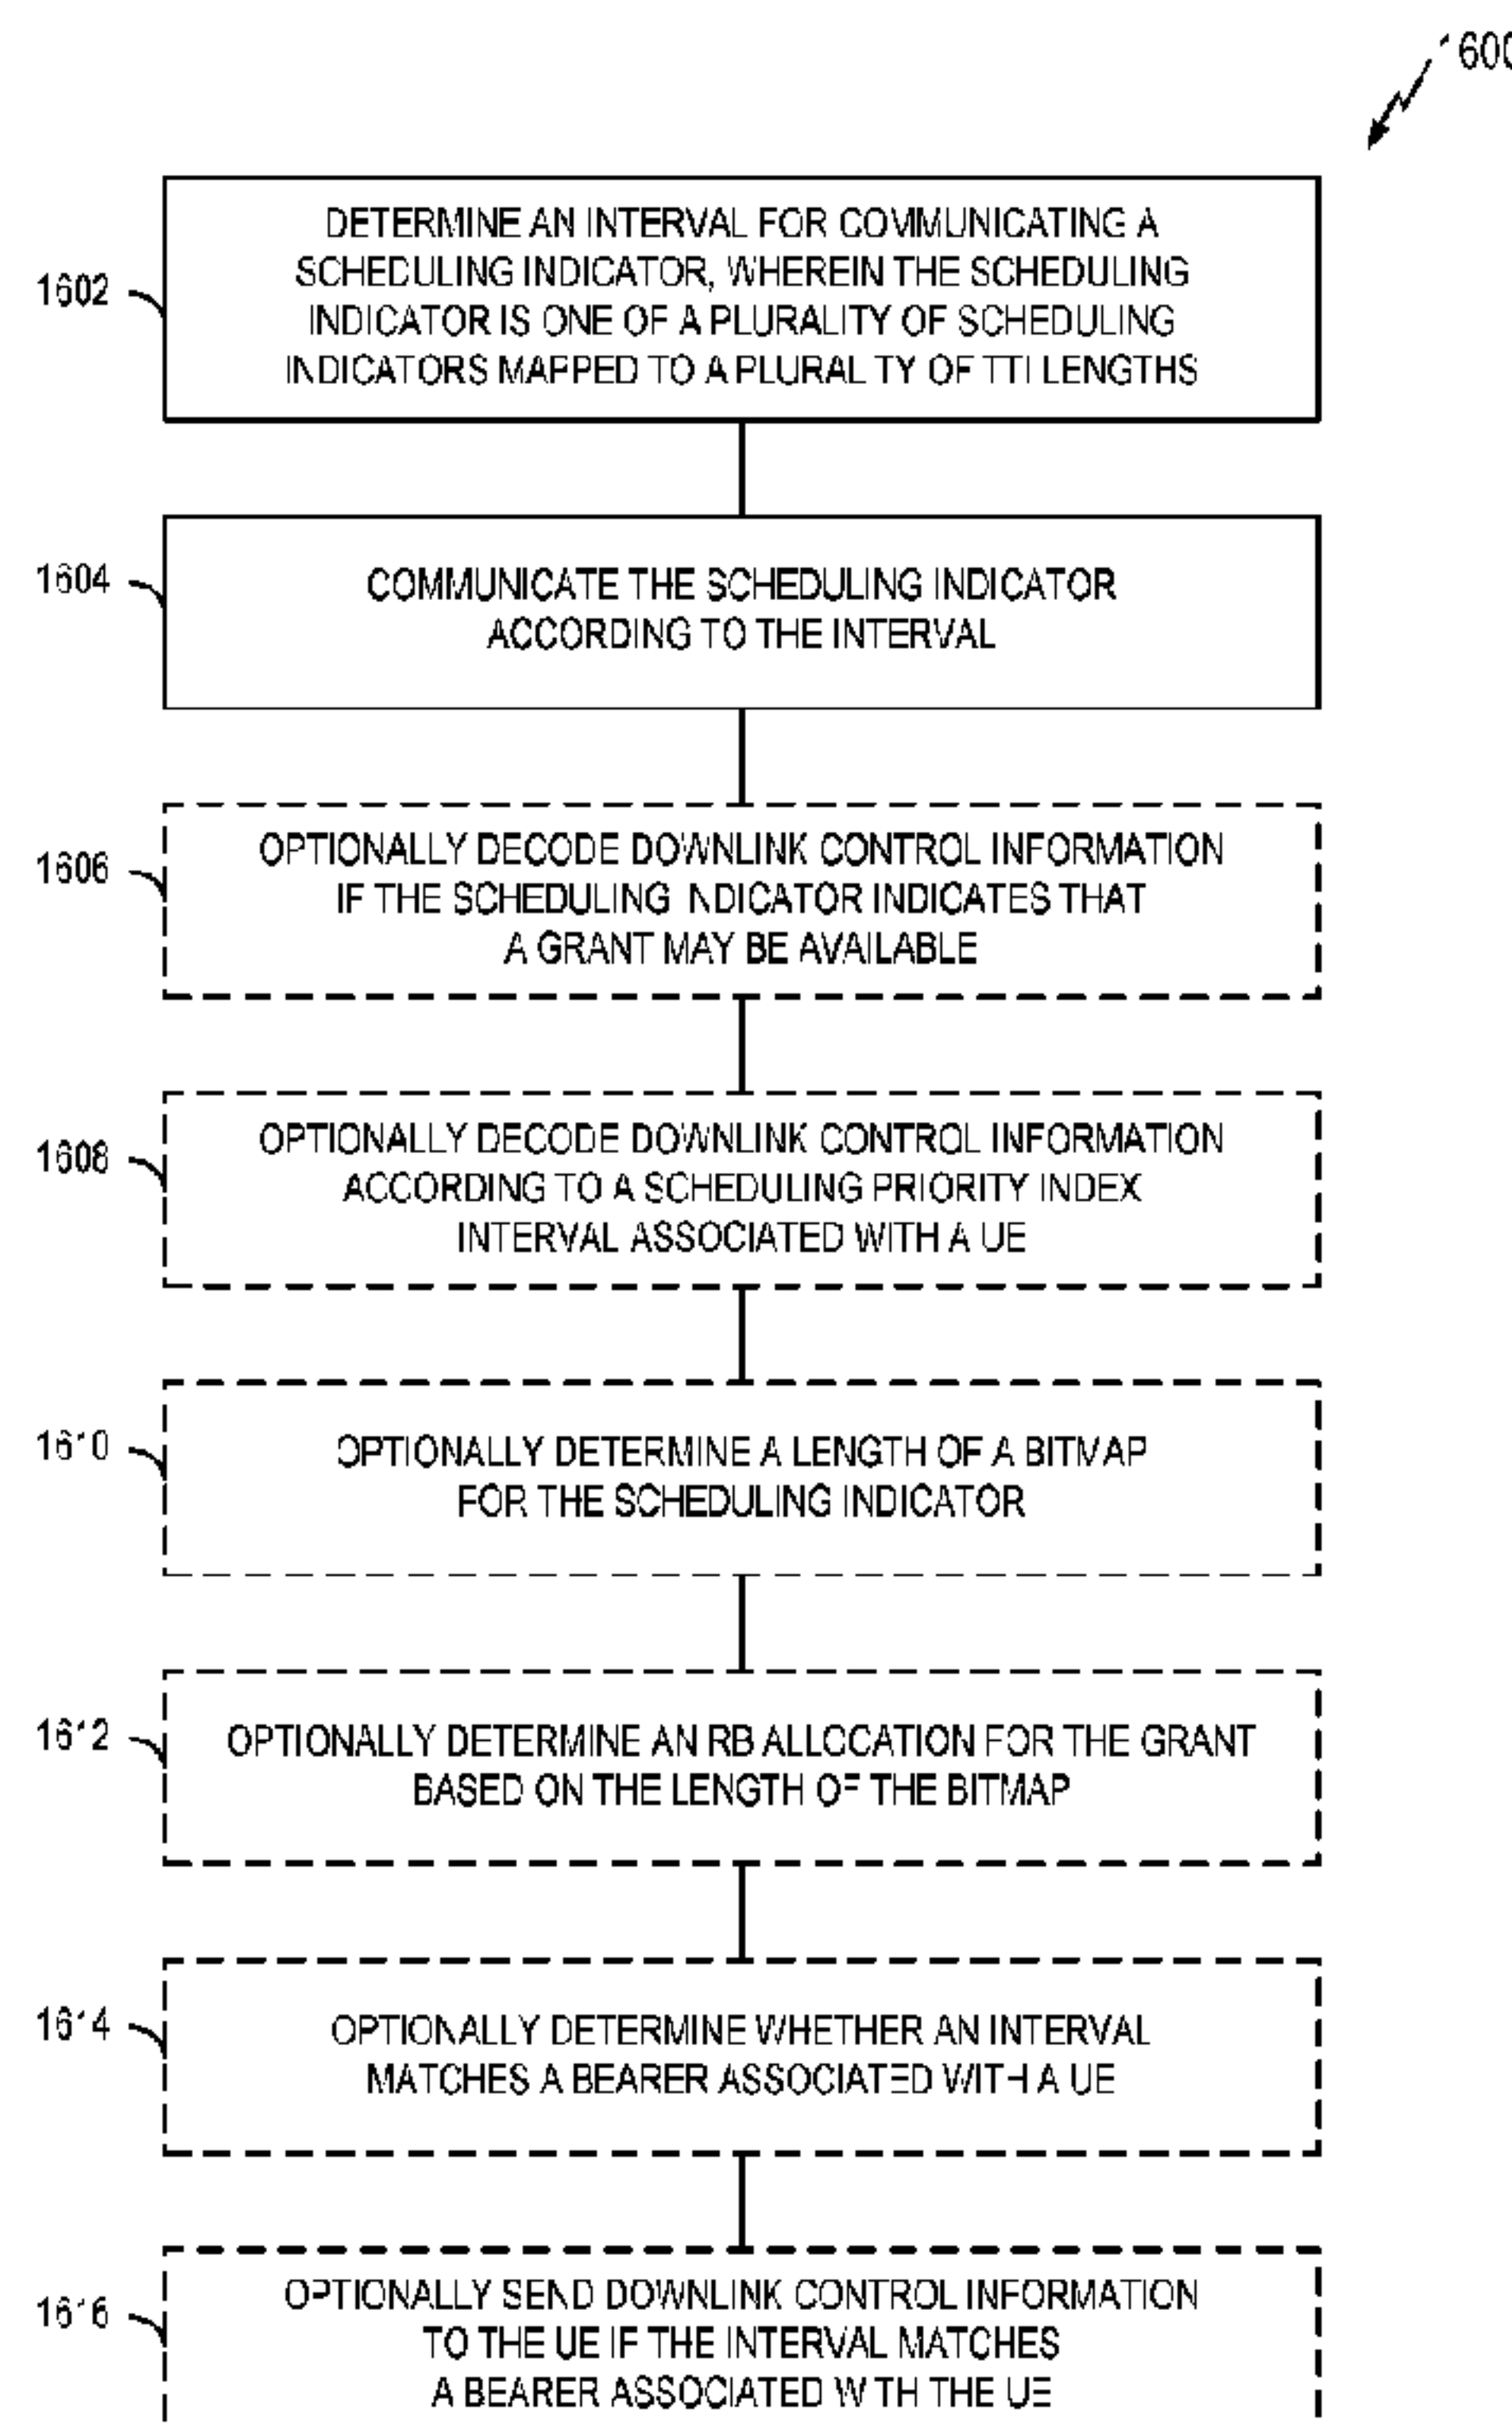 1600
DETERMINE AN INTERVAL FOR COMMUNICATING A
SCHEDULING INDICATOR, WHEREIN THE SCHEDULING
INDICATOR IS ONE OF A PLURALITY OF SCHEDULING
INDICATORS MAPPED TO A PLURALITY OF TTI LENGTHS
1602
COMMUNICATE THE SCHEDULING INDICATOR
ACCORDING TO THE INTERVAL
1604
OPTIONALLY DECODE DOWNLINK CONTROL INFORMATION
IF THE SCHEDULING INDICATOR INDICATES THAT
A GRANT MAY BE AVAILABLE
1606
OPTIONALLY DECODE DOWNLINK CONTROL INFORMATION
ACCORDING TO A SCHEDULING PRIORITY INDEX
INTERVAL ASSOCIATED WITH A UE
1608
OPTIONALLY DETERMINE A LENGTH OF A BITMAP
FOR THE SCHEDULING INDICATOR
1610
OPTIONALLY DETERMINE AN RB ALLOCATION FOR THE GRANT
BASED ON THE LENGTH OF THE BITMAP
1612
OPTIONALLY DETERMINE WHETHER AN INTERVAL
MATCHES A BEARER ASSOCIATED WITH A UE
1614
OPTIONALLY SEND DOWNLINK CONTROL INFORMATION
TO THE UE IF THE INTERVAL MATCHES
A BEARER ASSOCIATED WITH THE UE
1616